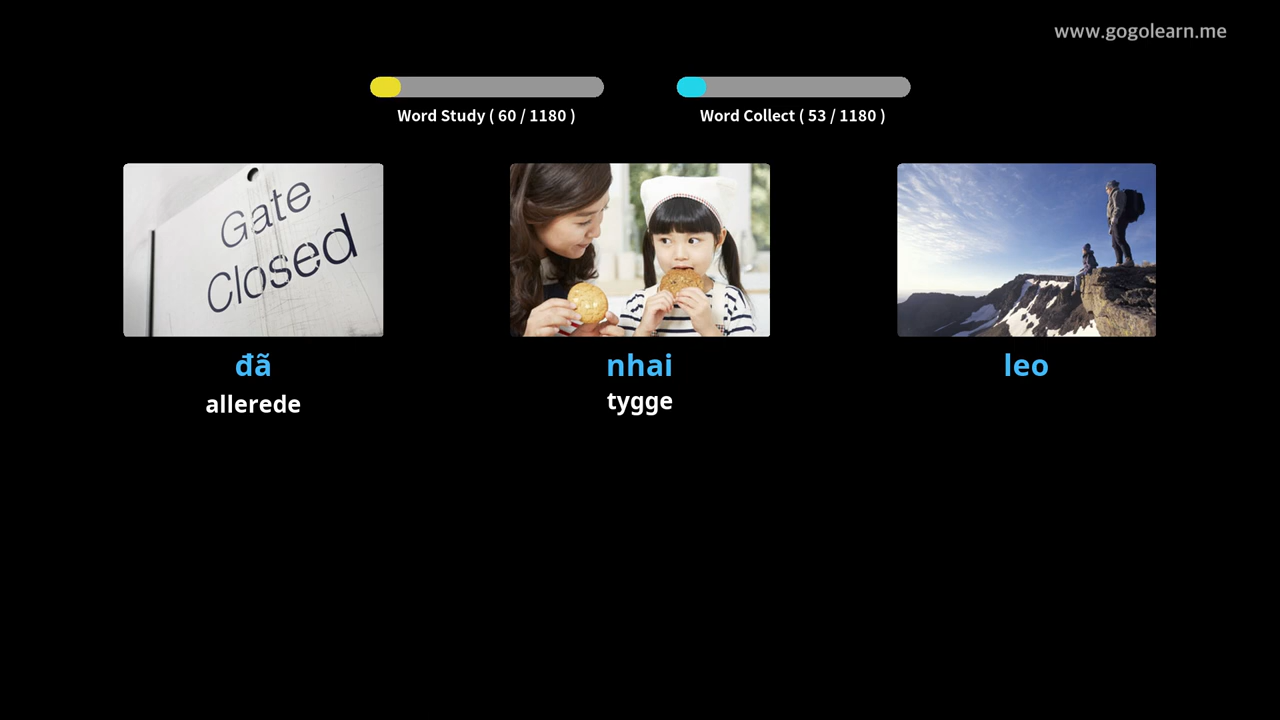 www.gogolearn.me
Word Study ( 60 / 1180 )
Word Collect ( 53 / 1180 )
Gate
Closed
đã
allerede
nhai
tygge
leo